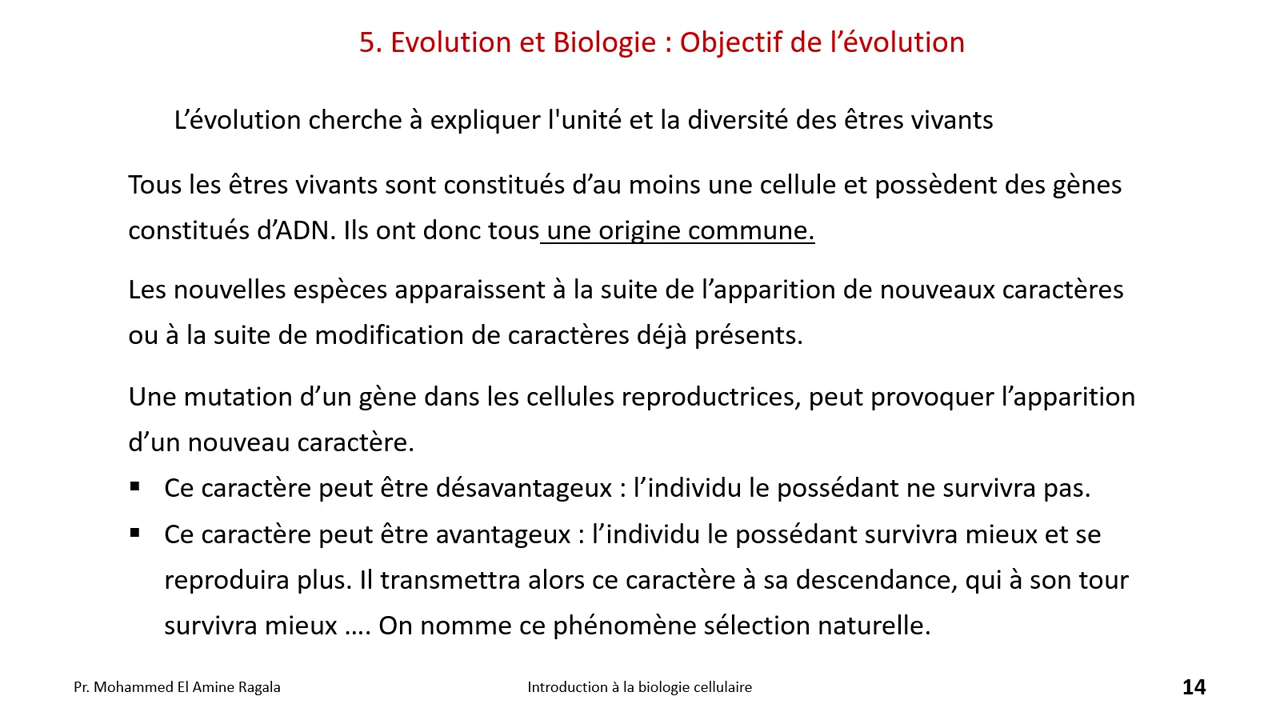 5. Evolution et Biologie : Objectif de l’évolution
L’évolution cherche à expliquer l'unité et la diversité des êtres vivants
Tous les êtres vivants sont constitués d’au moins une cellule et possèdent des gènes
constitués d’ADN. Ils ont donc tous une origine commune.
Les nouvelles espèces apparaissent à la suite de l’apparition de nouveaux caractères
ou à la suite de modification de caractères déjà présents.
Une mutation d’un gène dans les cellules reproductrices, peut provoquer l’apparition
d’un nouveau caractère.
▪ Ce caractère peut être désavantageux : l’individu le possédant ne survivra pas.
▪ Ce caractère peut être avantageux : l’individu le possédant survivra mieux et se
reproduira plus. Il transmettra alors ce caractère à sa descendance, qui à son tour
survivra mieux .... On nomme ce phénomène sélection naturelle.
Pr. Mohammed El Amine Ragala
Introduction à la biologie cellulaire
14